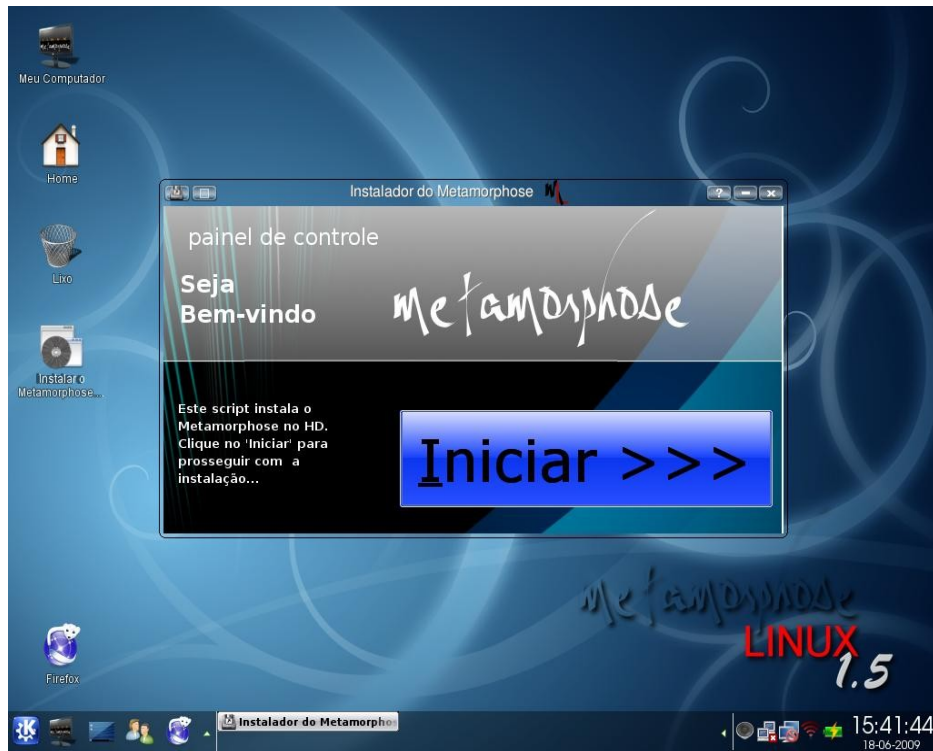 Meu Computador
Home
Lixo
Instalar o
Metamorphose...
Firefox
Instalador do Metamorphose
painel de controle
Seja
Bem-vindo
metamorphose
Este script instala o
Metamorphose no HD.
Clique no 'Iniciar' para
prosseguir com a
instalação...
Iniciar >>>
metamorphose
LINUX
1.5
Instalador do Metamorphos
15:41:44
18-06-2009